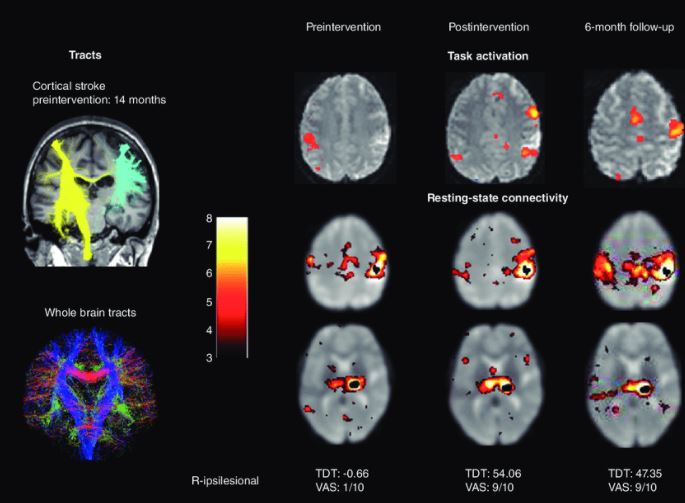 Preintervention
Postintervention
6-month follow-up
Tracts
Task activation
Cortical stroke
preintervention: 14 months
Resting-state connectivity
8
7
6
5
4
3
Whole brain tracts
R-ipsilesional
TDT: -0.66
VAS: 1/10
TDT: 54.06
VAS: 9/10
TDT: 47.35
VAS: 9/10